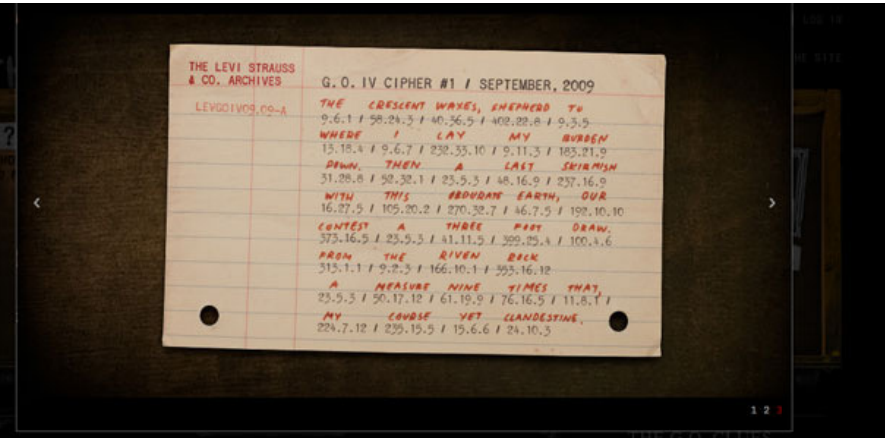 THE LEVI STRAUSS
& CO. ARCHIVES
LEVGOIV09.09-A
G.O. IV CIPHER #1 / SEPTEMBER, 2009
THE CRESCENT WAXES, SHEPHERD TO
9.6.1 / 58.24.3 / 40.36.5 / 402.22.8 / 9.3.5
WHERE I LAY MY BURDEN
13.18.4 / 9.6.7 / 232.33.10 / 9.11.3 / 183.21.9
DOWN. THEN A LAST SKIRMISH
31.28.8 / 52.32.1 / 23.5.3 / 48.16.9 / 237.16.9
WITH THIS OBDURATE EARTH, OUR
16.27.5 / 105.20.2 / 270.32.7 / 46.7.5 / 192.10.10
CONTEST A THREE FOOT DRAW.
373.16.5 / 23.5.3 / 41.11.5 / 399.25.4 / 100.4.6
FROM THE RIVEN ROCK
313.1.1 / 9.2.3 / 166.10.1 / 353.16.12
A MEASURE NINE TIMES THAT,
23.5.3 / 50.17.12 / 61.19.9 / 76.16.5 / 11.8.1 /
MY COURSE YET CLANDESTINE.
224.7.12 / 235.15.5 / 15.6.6 / 24.10.3
1 2 3